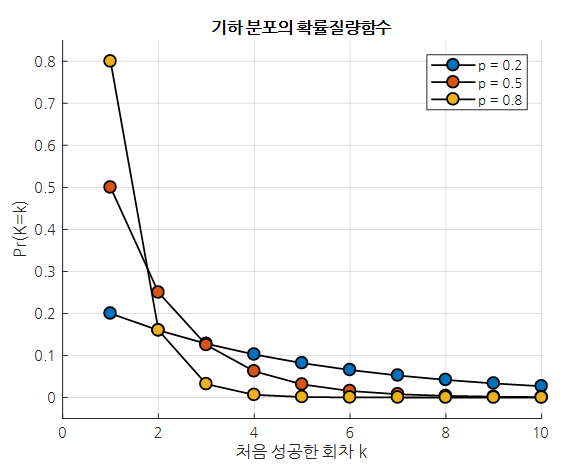 기하 분포의 확률질량함수
p = 0.2
p = 0.5
p = 0.8
Pr(K=k)
0.8
0.7
0.6
0.5
0.4
0.3
0.2
0.1
0
0 2 4 6 8 10
처음 성공한 회차 k